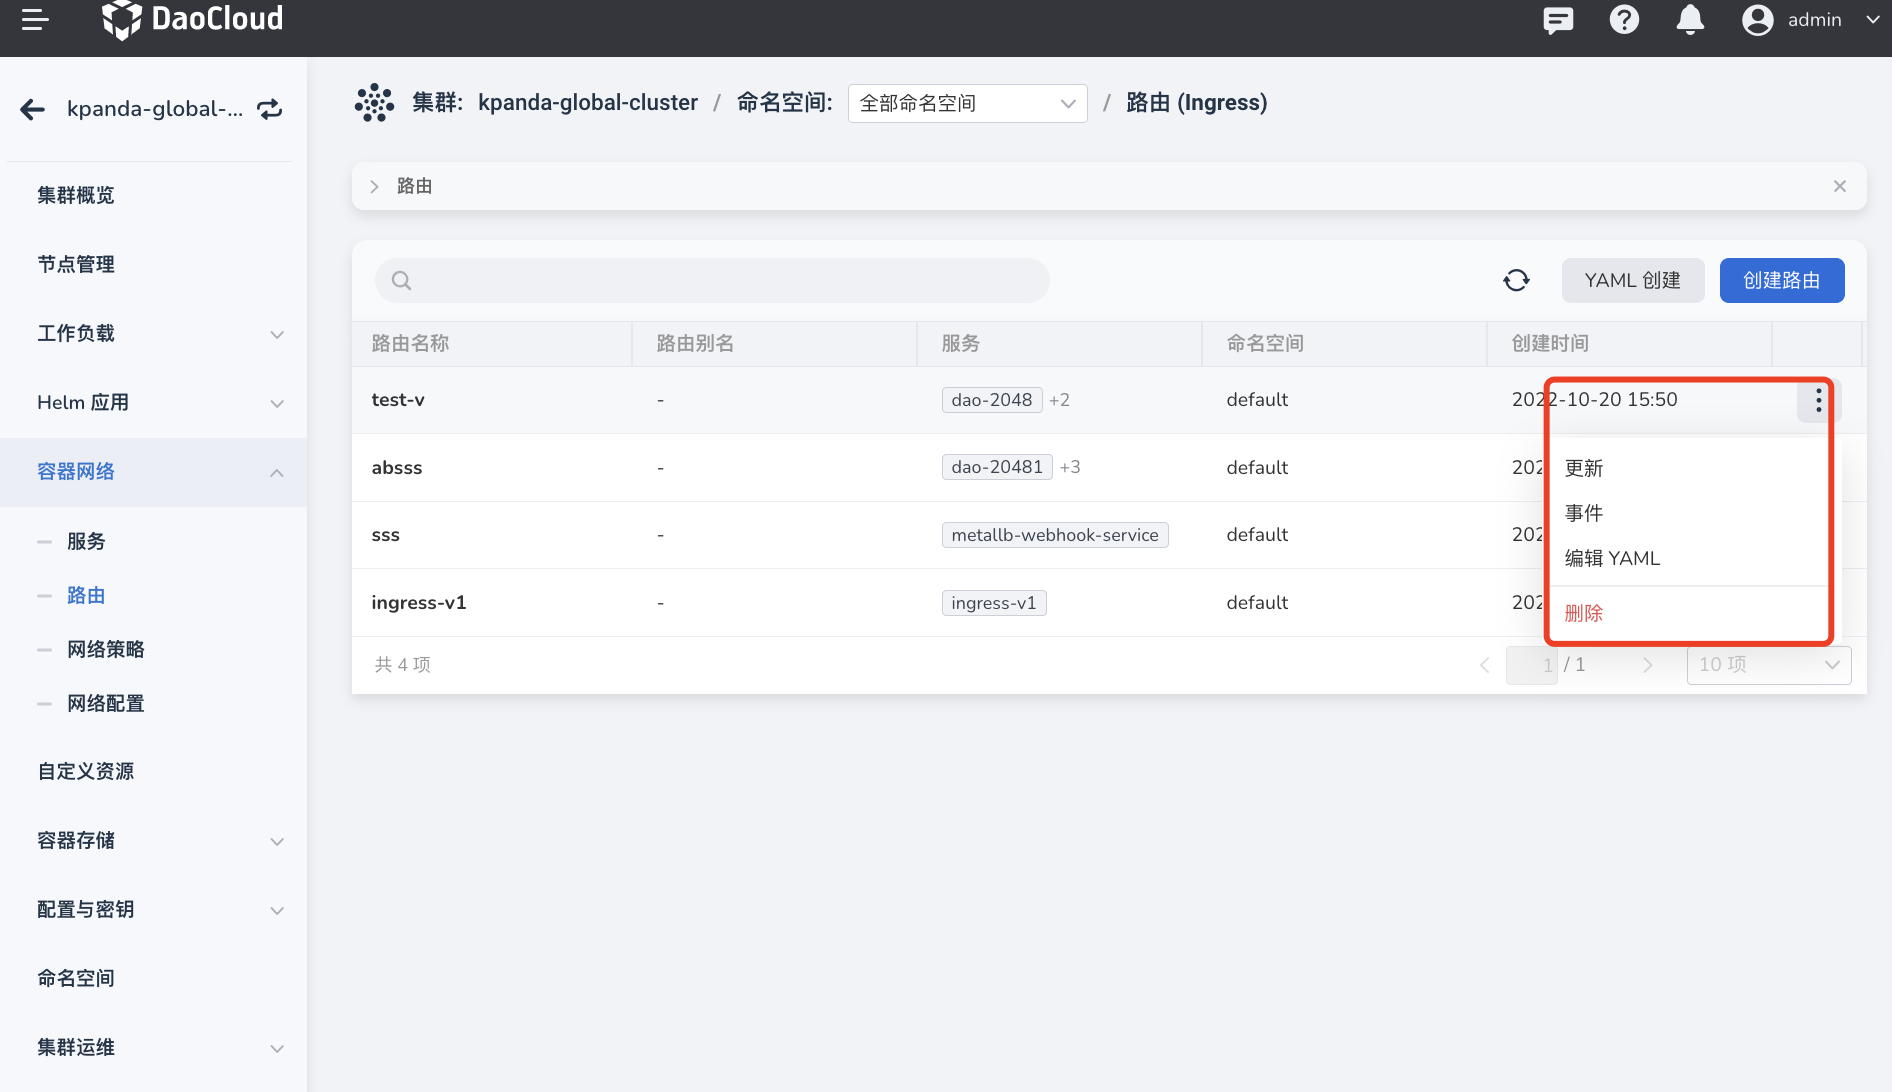 DaoCloud
admin
kpanda-global-...
集群: kpanda-global-cluster / 命名空间: 全部命名空间 / 路由 (Ingress)
路由
YAML 创建
创建路由
路由名称 路由别名 服务 命名空间 创建时间
test-v - dao-2048 +2 default 2022-10-20 15:50
absss - dao-20481 +3 default 202
sss - metallb-webhook-service default 202
ingress-v1 - ingress-v1 default 202
更新
事件
编辑 YAML
删除
共 4 项
1 / 1
10 项
集群概览
节点管理
工作负载
Helm 应用
容器网络
服务
路由
网络策略
网络配置
自定义资源
容器存储
配置与密钥
命名空间
集群运维